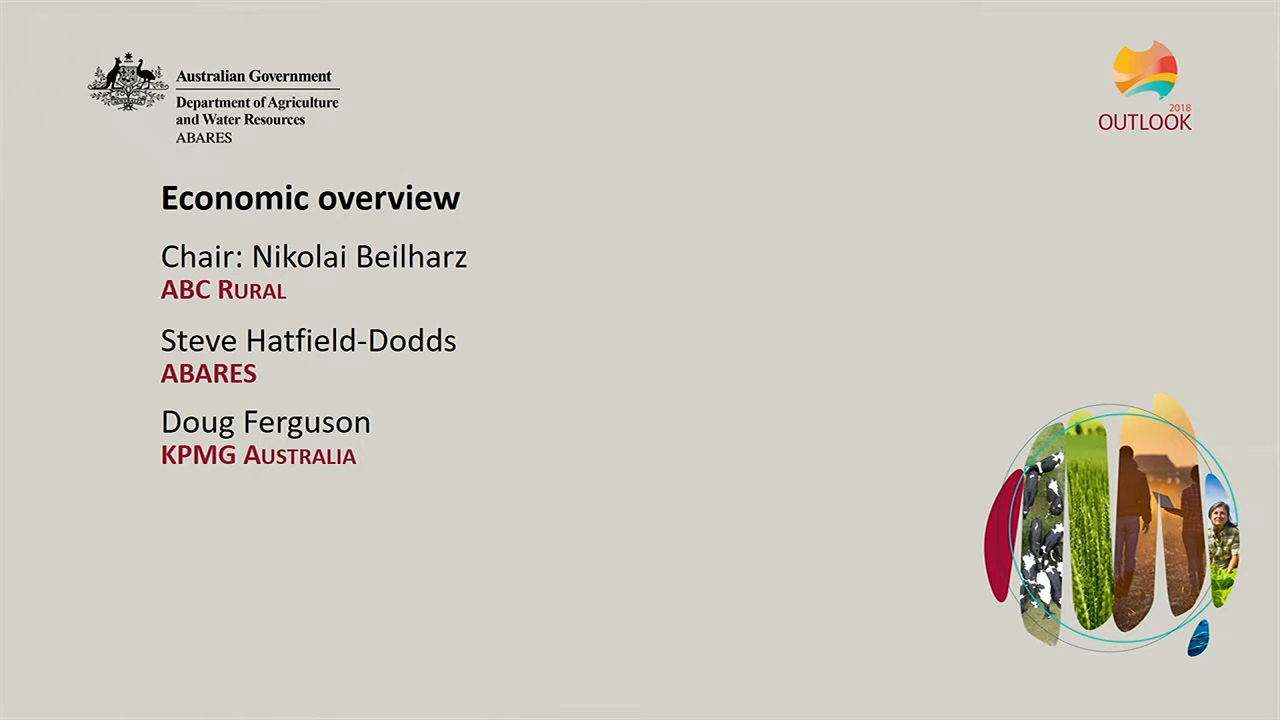 Australian Government
Department of Agriculture
and Water Resources
ABARES
2018
OUTLOOK
Economic overview
Chair: Nikolai Beilharz
ABC RURAL
Steve Hatfield-Dodds
ABARES
Doug Ferguson
KPMG AUSTRALIA